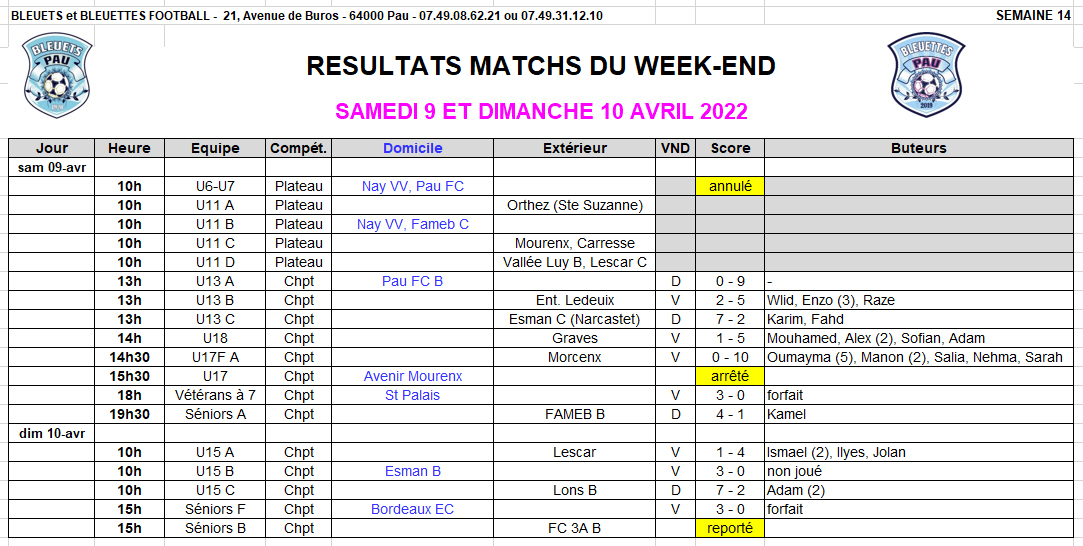 BLEUETS et BLEUETTES FOOTBALL - 21, Avenue de Buros - 64000 Pau - 07.49.08.62.21 ou 07.49.31.12.10 SEMAINE 14
BLEUETS PAU
BLEUETTES PAU 2019
RESULTATS MATCHS DU WEEK-END
SAMEDI 9 ET DIMANCHE 10 AVRIL 2022
Jour Heure Equipe Compét. Domicile Extérieur VND Score Buteurs
sam 09-avr
10h U6-U7 Plateau Nay VV, Pau FC annulé
10h U11 A Plateau Orthez (Ste Suzanne)
10h U11 B Plateau Nay VV, Fameb C
10h U11 C Plateau Mourenx, Carresse
10h U11 D Plateau Vallée Luy B, Lescar C
13h U13 A Chpt Pau FC B D 0 - 9 -
13h U13 B Chpt Ent. Ledeuix V 2 - 5 Wlid, Enzo (3), Raze
13h U13 C Chpt Esman C (Narcastet) D 7 - 2 Karim, Fahd
14h U18 Chpt Graves V 1 - 5 Mouhamed, Alex (2), Sofian, Adam
14h30 U17F A Chpt Morcenx V 0 - 10 Oumayma (5), Manon (2), Salia, Nehma, Sarah
15h30 U17 Chpt Avenir Mourenx arrêté
18h Vétérans à 7 Chpt St Palais V 3 - 0 forfait
19h30 Séniors A Chpt FAMEB B D 4 - 1 Kamel
dim 10-avr
10h U15 A Chpt Lescar V 1 - 4 Ismael (2), Ilyes, Jolan
10h U15 B Chpt Esman B V 3 - 0 non joué
10h U15 C Chpt Lons B D 7 - 2 Adam (2)
15h Séniors F Chpt Bordeaux EC V 3 - 0 forfait
15h Séniors B Chpt FC 3A B reporté